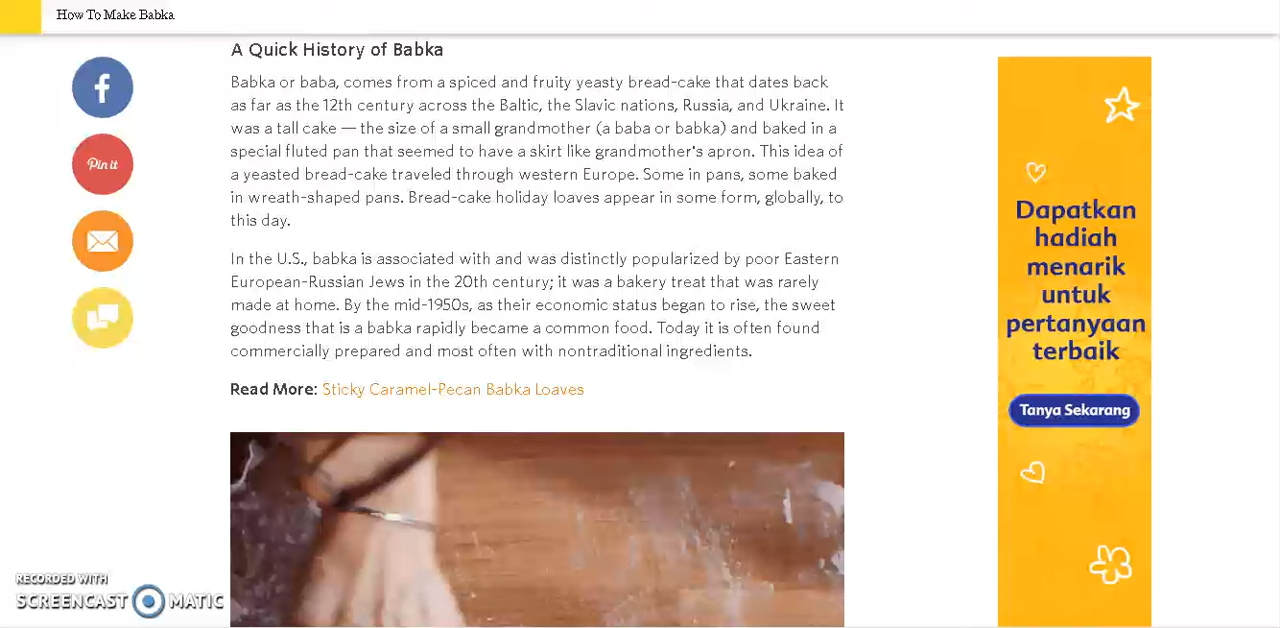 How To Make Babka
A Quick History of Babka
Babka or baba, comes from a spiced and fruity yeasty bread-cake that dates back
as far as the 12th century across the Baltic, the Slavic nations, Russia, and Ukraine. It
was a tall cake — the size of a small grandmother (a baba or babka) and baked in a
special fluted pan that seemed to have a skirt like grandmother's apron. This idea of
a yeasted bread-cake traveled through western Europe. Some in pans, some baked
in wreath-shaped pans. Bread-cake holiday loaves appear in some form, globally, to
this day.
In the U.S., babka is associated with and was distinctly popularized by poor Eastern
European-Russian Jews in the 20th century; it was a bakery treat that was rarely
made at home. By the mid-1950s, as their economic status began to rise, the sweet
goodness that is a babka rapidly became a common food. Today it is often found
commercially prepared and most often with nontraditional ingredients.
Read More: Sticky Caramel-Pecan Babka Loaves
f
Pin it
Dapatkan
hadiah
menarik
untuk
pertanyaan
terbaik
Tanya Sekarang
RECORDED WITH
SCREENCAST MATIC